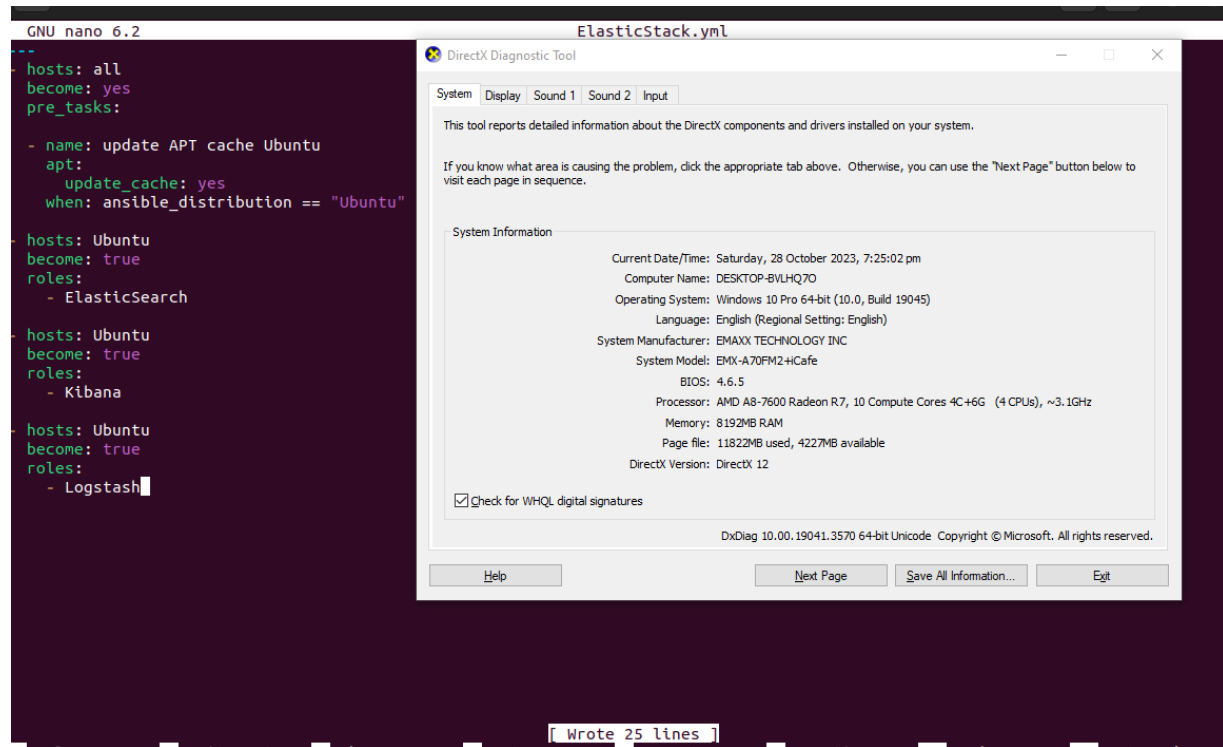 GNU nano 6.2
ElasticStack.yml
---
- hosts: all
become: yes
pre_tasks:
- name: update APT cache Ubuntu
apt:
update_cache: yes
when: ansible_distribution == "Ubuntu"
- hosts: Ubuntu
become: true
roles:
- ElasticSearch
- hosts: Ubuntu
become: true
roles:
- Kibana
- hosts: Ubuntu
become: true
roles:
- Logstash
DirectX Diagnostic Tool
System Display Sound 1 Sound 2 Input
This tool reports detailed information about the DirectX components and drivers installed on your system.
If you know what area is causing the problem, click the appropriate tab above. Otherwise, you can use the "Next Page" button below to
visit each page in sequence.
System Information
Current Date/Time: Saturday, 28 October 2023, 7:25:02 pm
Computer Name: DESKTOP-BVLHQ7O
Operating System: Windows 10 Pro 64-bit (10.0, Build 19045)
Language: English (Regional Setting: English)
System Manufacturer: EMAXX TECHNOLOGY INC
System Model: EMX-A70FM2+iCafe
BIOS: 4.6.5
Processor: AMD A8-7600 Radeon R7, 10 Compute Cores 4C+6G (4 CPUs), ~3.1GHz
Memory: 8192MB RAM
Page file: 11822MB used, 4227MB available
DirectX Version: DirectX 12
Check for WHQL digital signatures
DxDiag 10.00.19041.3570 64-bit Unicode Copyright © Microsoft. All rights reserved.
Help Next Page Save All Information... Exit
[ Wrote 25 lines ]